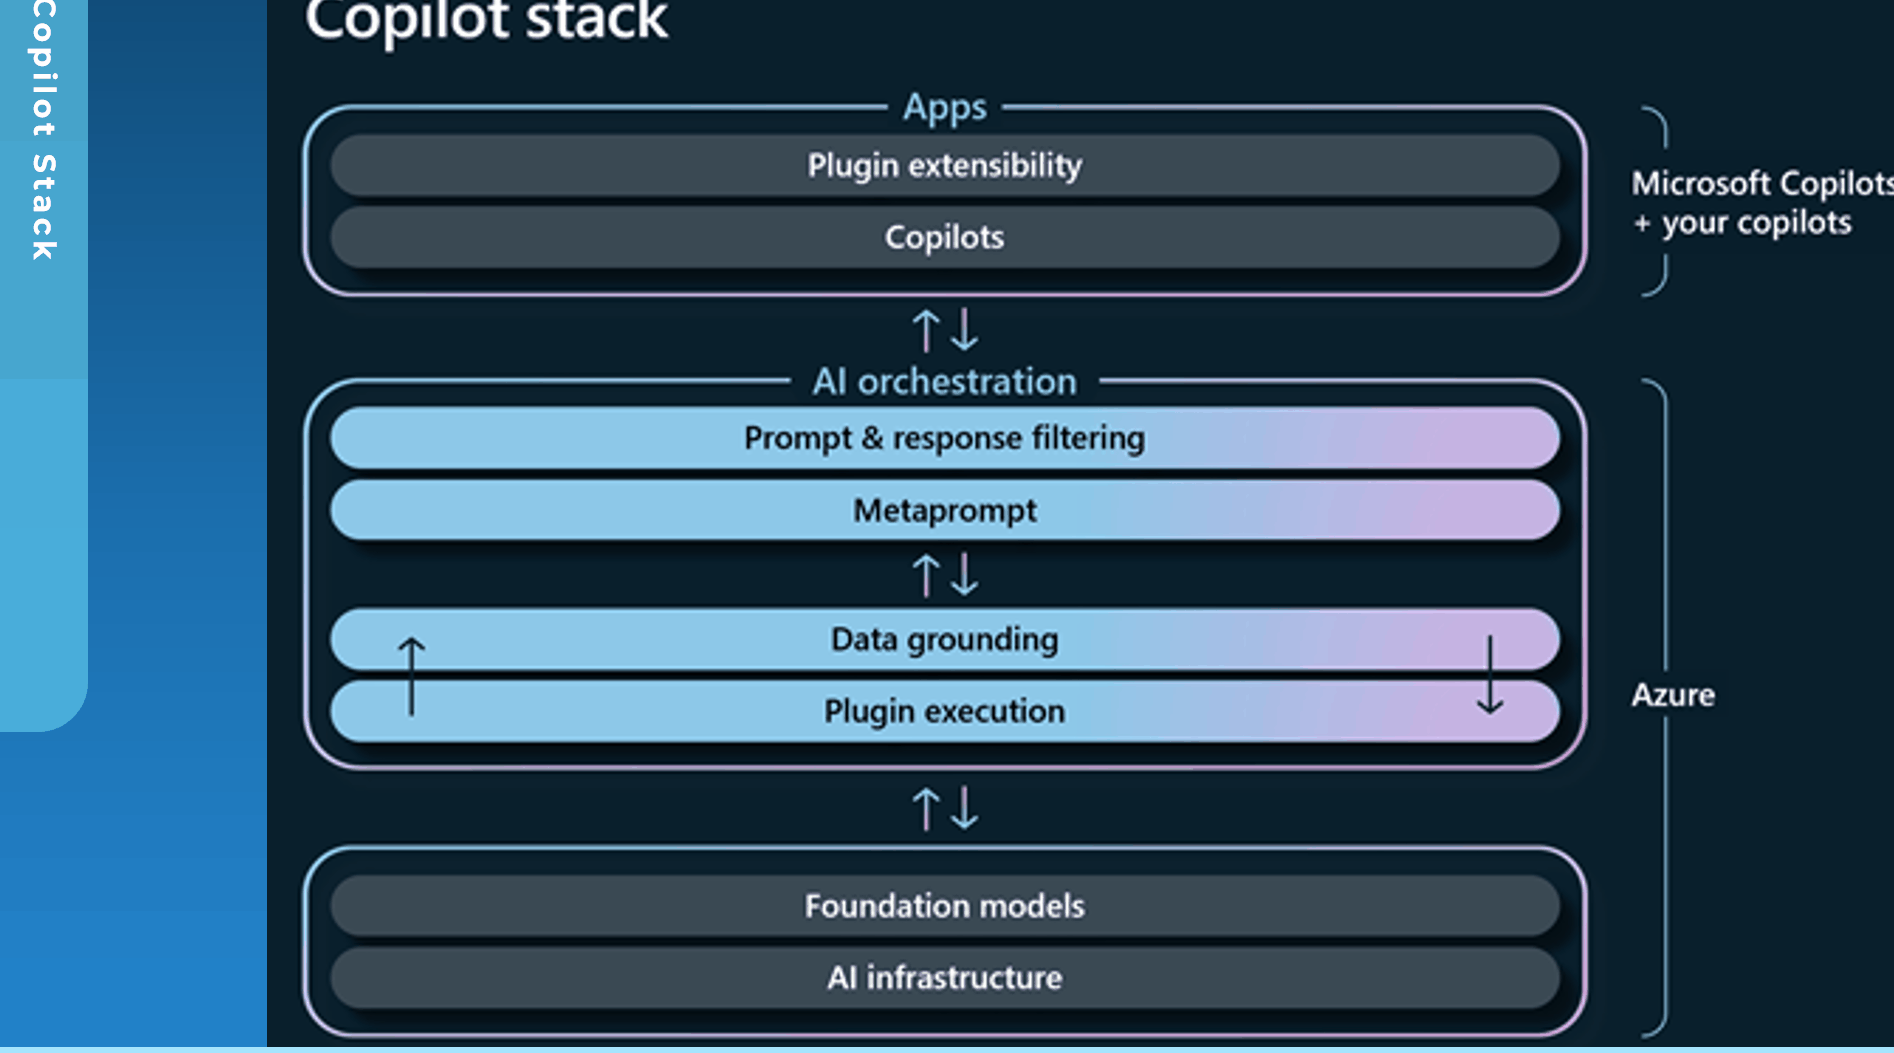 Copilot Stack
Copilot stack
Apps
Plugin extensibility
Copilots
Microsoft Copilots
+ your copilots
AI orchestration
Prompt & response filtering
Metaprompt
Data grounding
Plugin execution
Azure
Foundation models
AI infrastructure